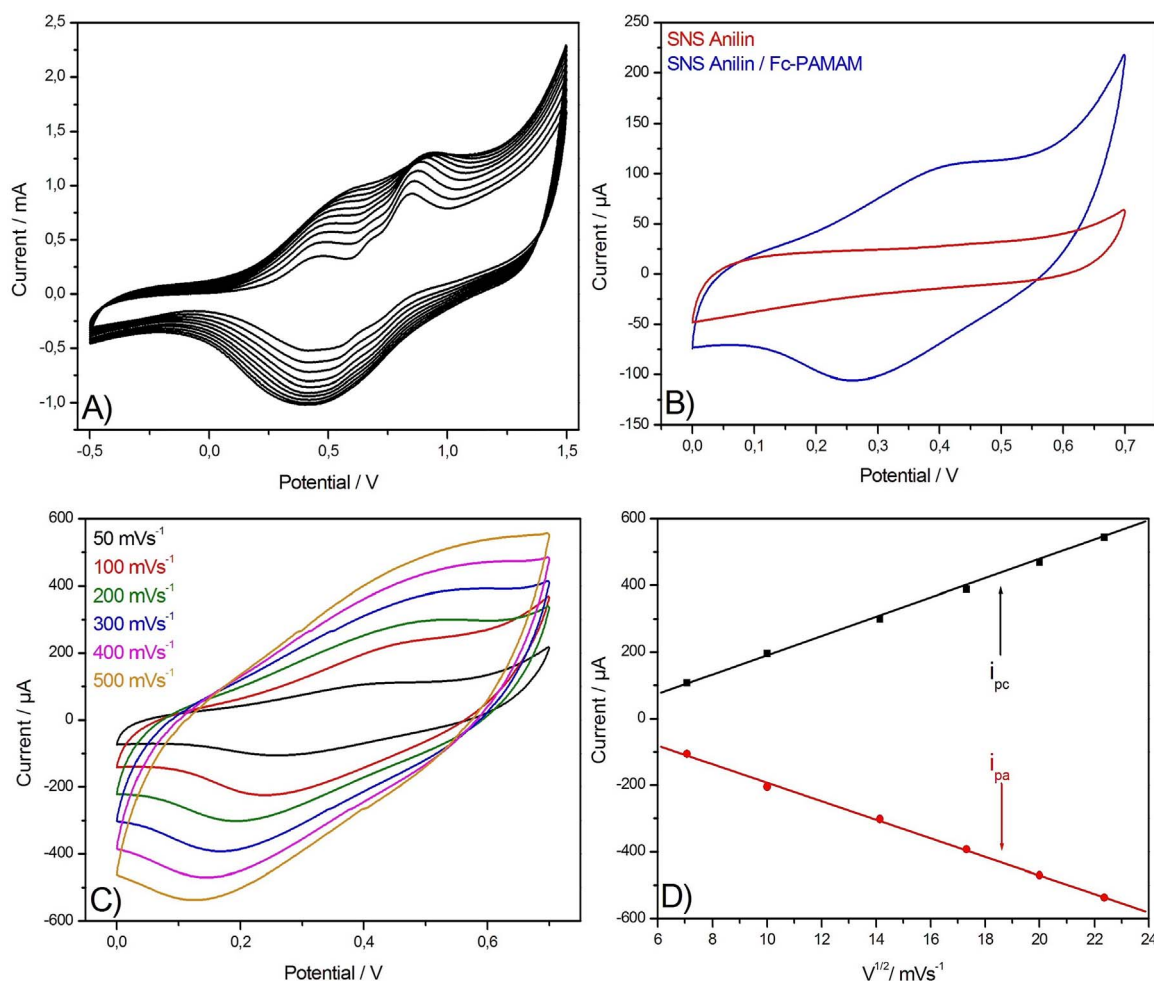 2,5
2,0
1,5
1,0
0,5
0,0
-0,5
-1,0
Current / mA
A)
-0,5 0,0 0,5 1,0 1,5
Potential / V
250
200
150
100
50
0
-50
-100
-150
Current / µA
SNS Anilin
SNS Anilin / Fc-PAMAM
B)
0,0 0,1 0,2 0,3 0,4 0,5 0,6 0,7
Potential / V
600
400
200
0
-200
-400
-600
Current / µA
50 mVs⁻¹
100 mVs⁻¹
200 mVs⁻¹
300 mVs⁻¹
400 mVs⁻¹
500 mVs⁻¹
C)
0,0 0,2 0,4 0,6
Potential / V
600
400
200
0
-200
-400
-600
Current / µA
i pc
i pa
D)
6 8 10 12 14 16 18 20 22 24
V^1/2/ mVs⁻¹